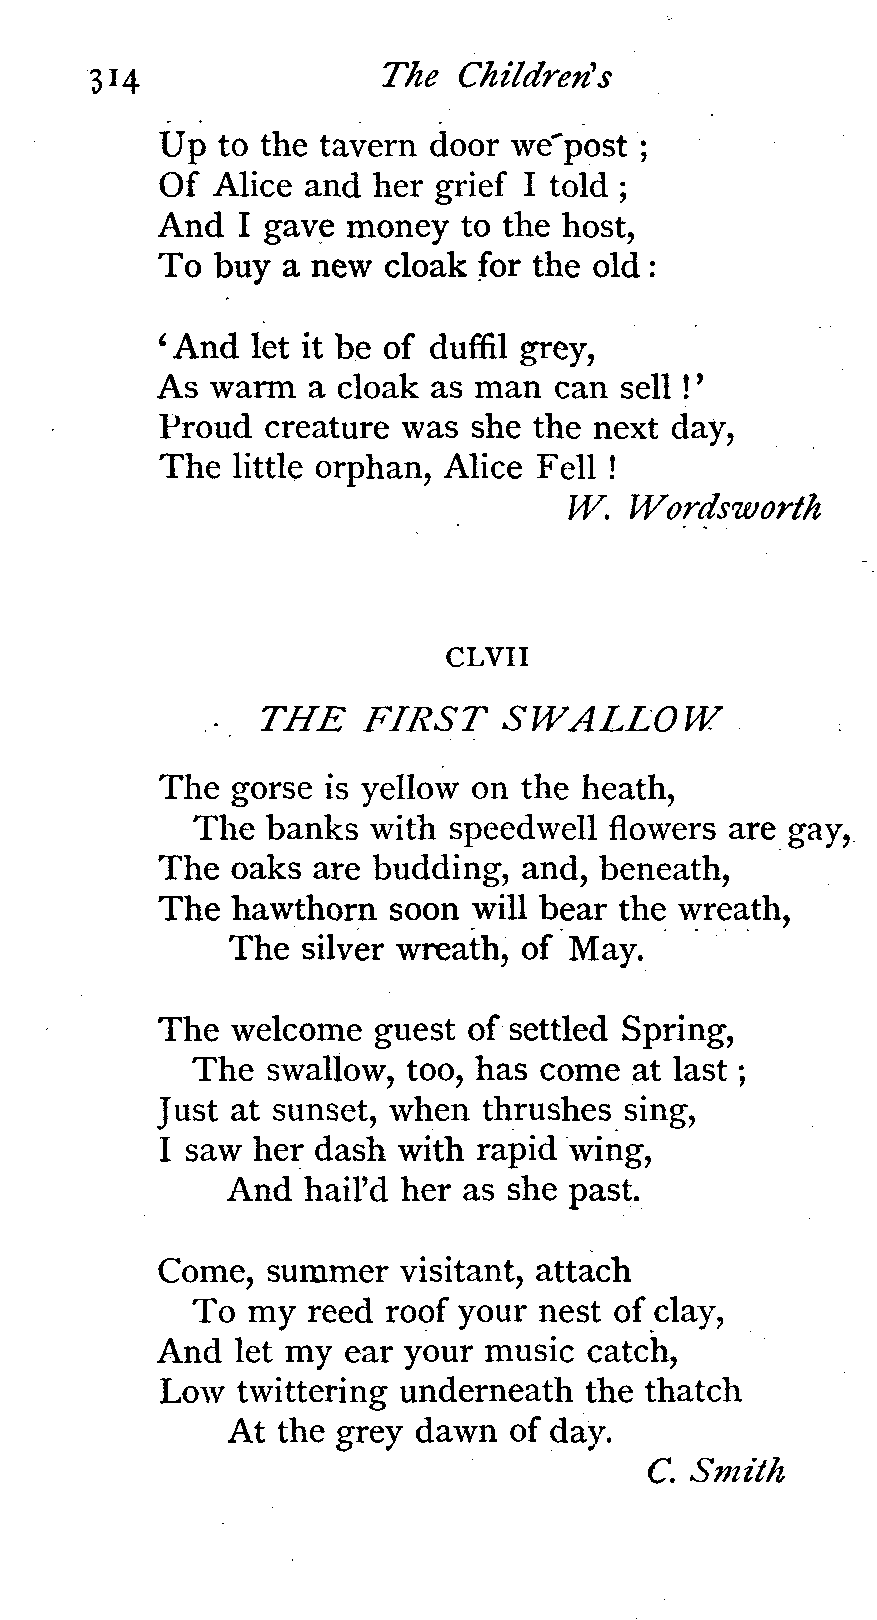 314 The Children's
Up to the tavern door we post ;
Of Alice and her grief I told ;
And I gave money to the host,
To buy a new cloak for the old :
‘And let it be of duffil grey,
As warm a cloak as man can sell !’
Proud creature was she the next day,
The little orphan, Alice Fell !
W. Wordsworth
CLVII
THE FIRST SWALLOW
The gorse is yellow on the heath,
The banks with speedwell flowers are gay,
The oaks are budding, and, beneath,
The hawthorn soon will bear the wreath,
The silver wreath, of May.
The welcome guest of settled Spring,
The swallow, too, has come at last ;
Just at sunset, when thrushes sing,
I saw her dash with rapid wing,
And hail’d her as she past.
Come, summer visitant, attach
To my reed roof your nest of clay,
And let my ear your music catch,
Low twittering underneath the thatch
At the grey dawn of day.
C. Smith